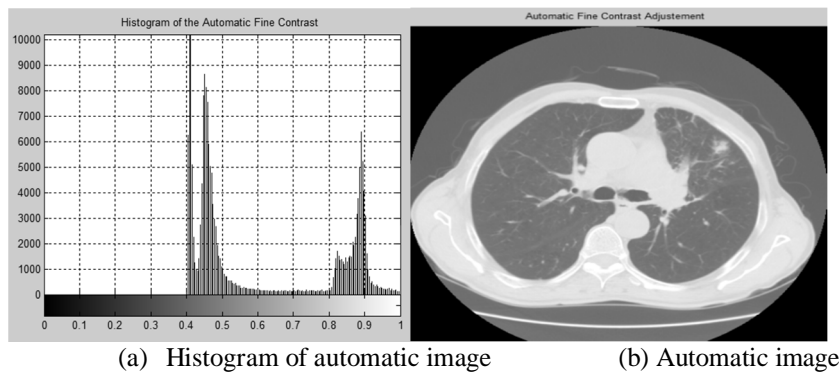 Histogram of the Automatic Fine Contrast
10000
9000
8000
7000
6000
5000
4000
3000
2000
1000
0
0 0.1 0.2 0.3 0.4 0.5 0.6 0.7 0.8 0.9 1
Automatic Fine Contrast Adjustement
(a) Histogram of automatic image
(b) Automatic image